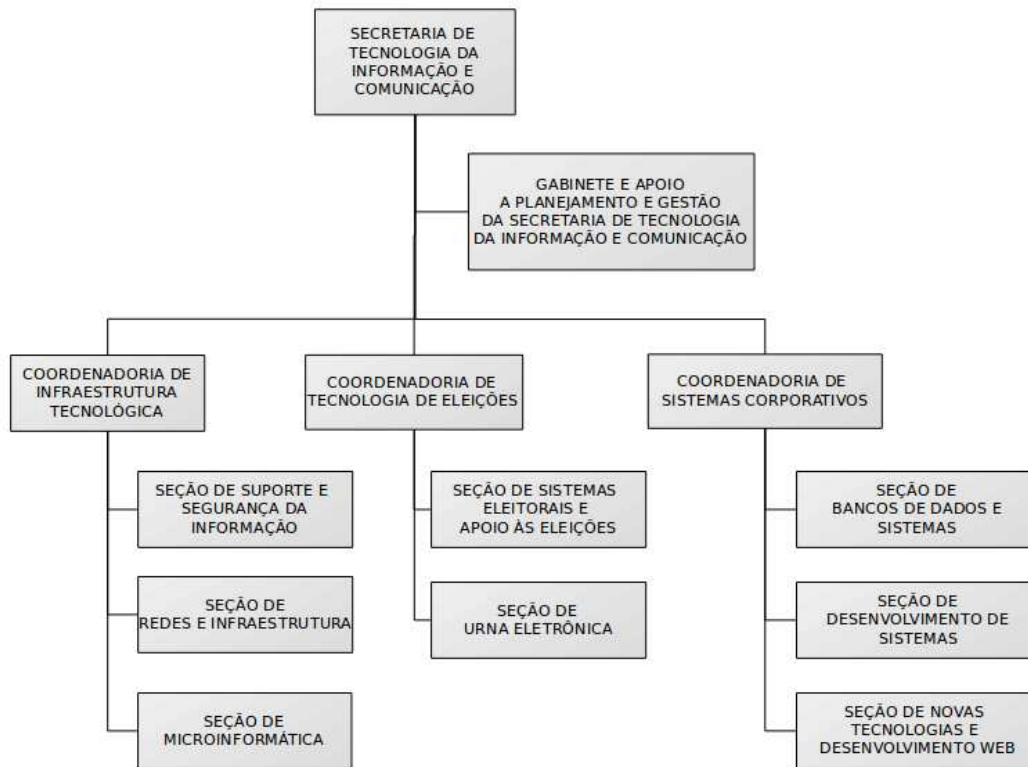 SECRETARIA DE
TECNOLOGIA DA
INFORMAÇÃO E
COMUNICAÇÃO
GABINETE E APOIO
A PLANEJAMENTO E GESTÃO
DA SECRETARIA DE TECNOLOGIA
DA INFORMAÇÃO E COMUNICAÇÃO
COORDENADORIA DE
INFRAESTRUTURA
TECNOLÓGICA
COORDENADORIA DE
TECNOLOGIA DE ELEIÇÕES
COORDENADORIA DE
SISTEMAS CORPORATIVOS
SEÇÃO DE SUPORTE E
SEGURANÇA DA
INFORMAÇÃO
SEÇÃO DE SISTEMAS
ELEITORAIS E
APOIO ÀS ELEIÇÕES
SEÇÃO DE
BANCOS DE DADOS E
SISTEMAS
SEÇÃO DE
REDES E INFRAESTRUTURA
SEÇÃO DE
URNA ELETRÔNICA
SEÇÃO DE
DESENVOLVIMENTO DE
SISTEMAS
SEÇÃO DE
MICROINFORMÁTICA
SEÇÃO DE NOVAS
TECNOLOGIAS E
DESENVOLVIMENTO WEB